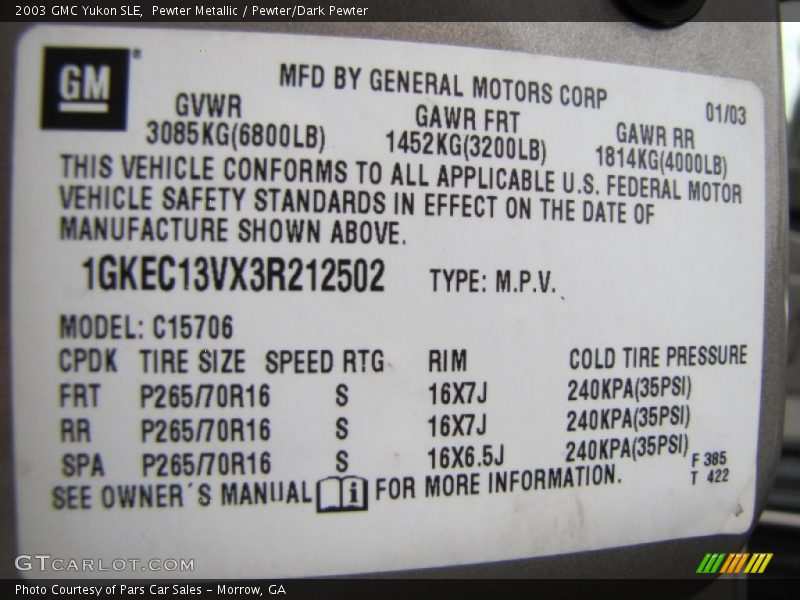 2003 GMC Yukon SLE,  Pewter Metallic / Pewter/Dark Pewter
GM
MFD BY GENERAL MOTORS CORP
01/03
GVWR GAWR FRT GAWR RR
3085KG(6800LB) 1452KG(3200LB) 1814KG(4000LB)
THIS VEHICLE CONFORMS TO ALL APPLICABLE U.S. FEDERAL MOTOR
VEHICLE SAFETY STANDARDS IN EFFECT ON THE DATE OF
MANUFACTURE SHOWN ABOVE.
1GKEC13VX3R212502 TYPE: M.P.V.
MODEL: C15706
CPDK TIRE SIZE SPEED RTG RIM COLD TIRE PRESSURE
FRT P265/70R16 S 16X7J 240KPA(35PSI)
RR P265/70R16 S 16X7J 240KPA(35PSI)
SPA P265/70R16 S 16X6.5J 240KPA(35PSI)
F 385
T 422
SEE OWNER´S MANUAL i FOR MORE INFORMATION.
GTCarLot.com
Photo Courtesy of Pars Car Sales - Morrow, GA